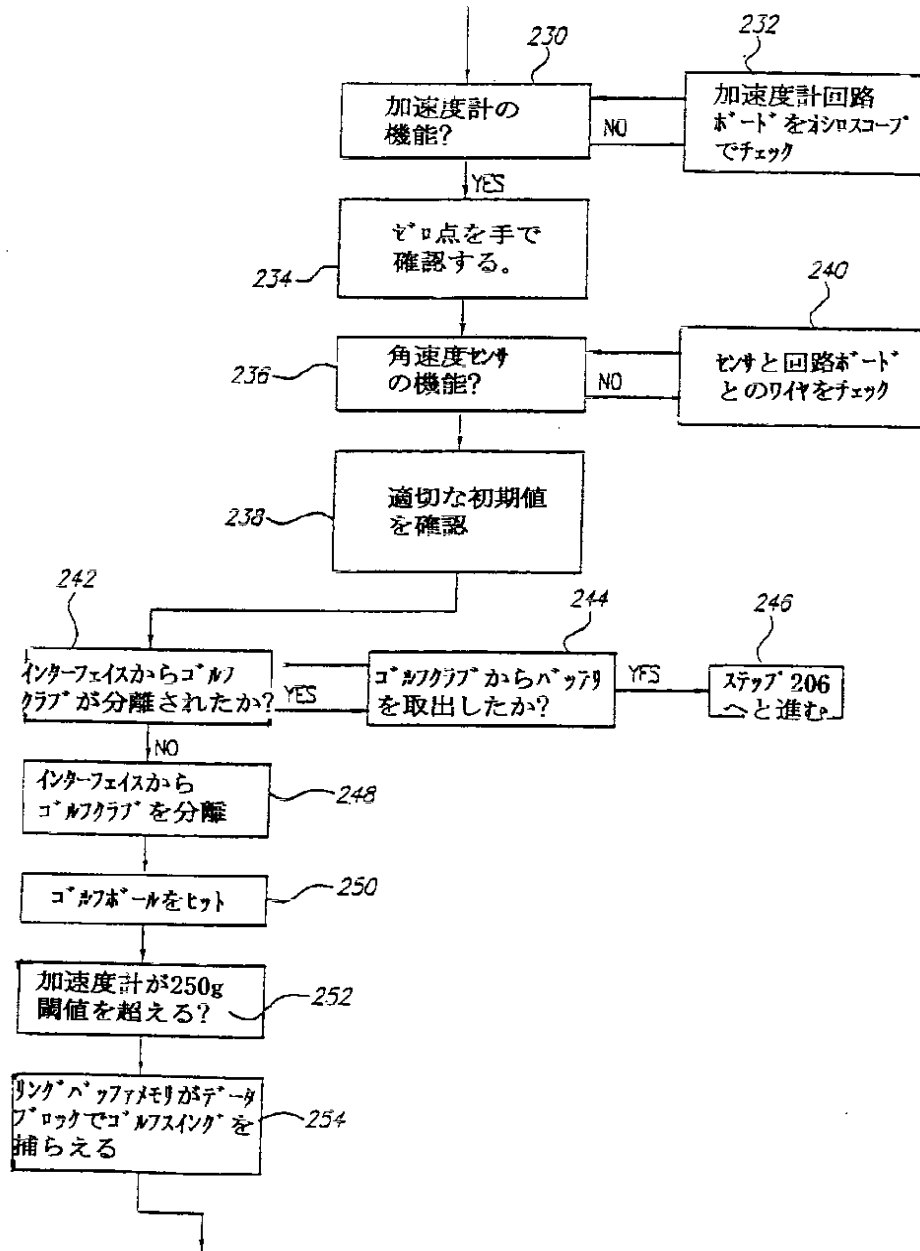 230
加速度計の
機能?
NO
232
加速度計回路
ボードをオシロスコープ
でチェック
YES
ゼロ点を手で
確認する。
234
角速度センサ
の機能?
236
NO
240
センサと回路ボード
とのワイヤをチェック
適切な初期値
を確認
238
242
インターフェイスからゴルフ
クラブが分離されたか?
YES
244
ゴルフクラブからバッテリ
を取出したか?
YES
246
ステップ206
へと進む
NO
インターフェイスから
ゴルフクラブを分離
248
ゴルフボールをヒット
250
加速度計が250g
閾値を超える?
252
リングバッファメモリがデータ
ブロックでゴルフスイングを
捕らえる
254